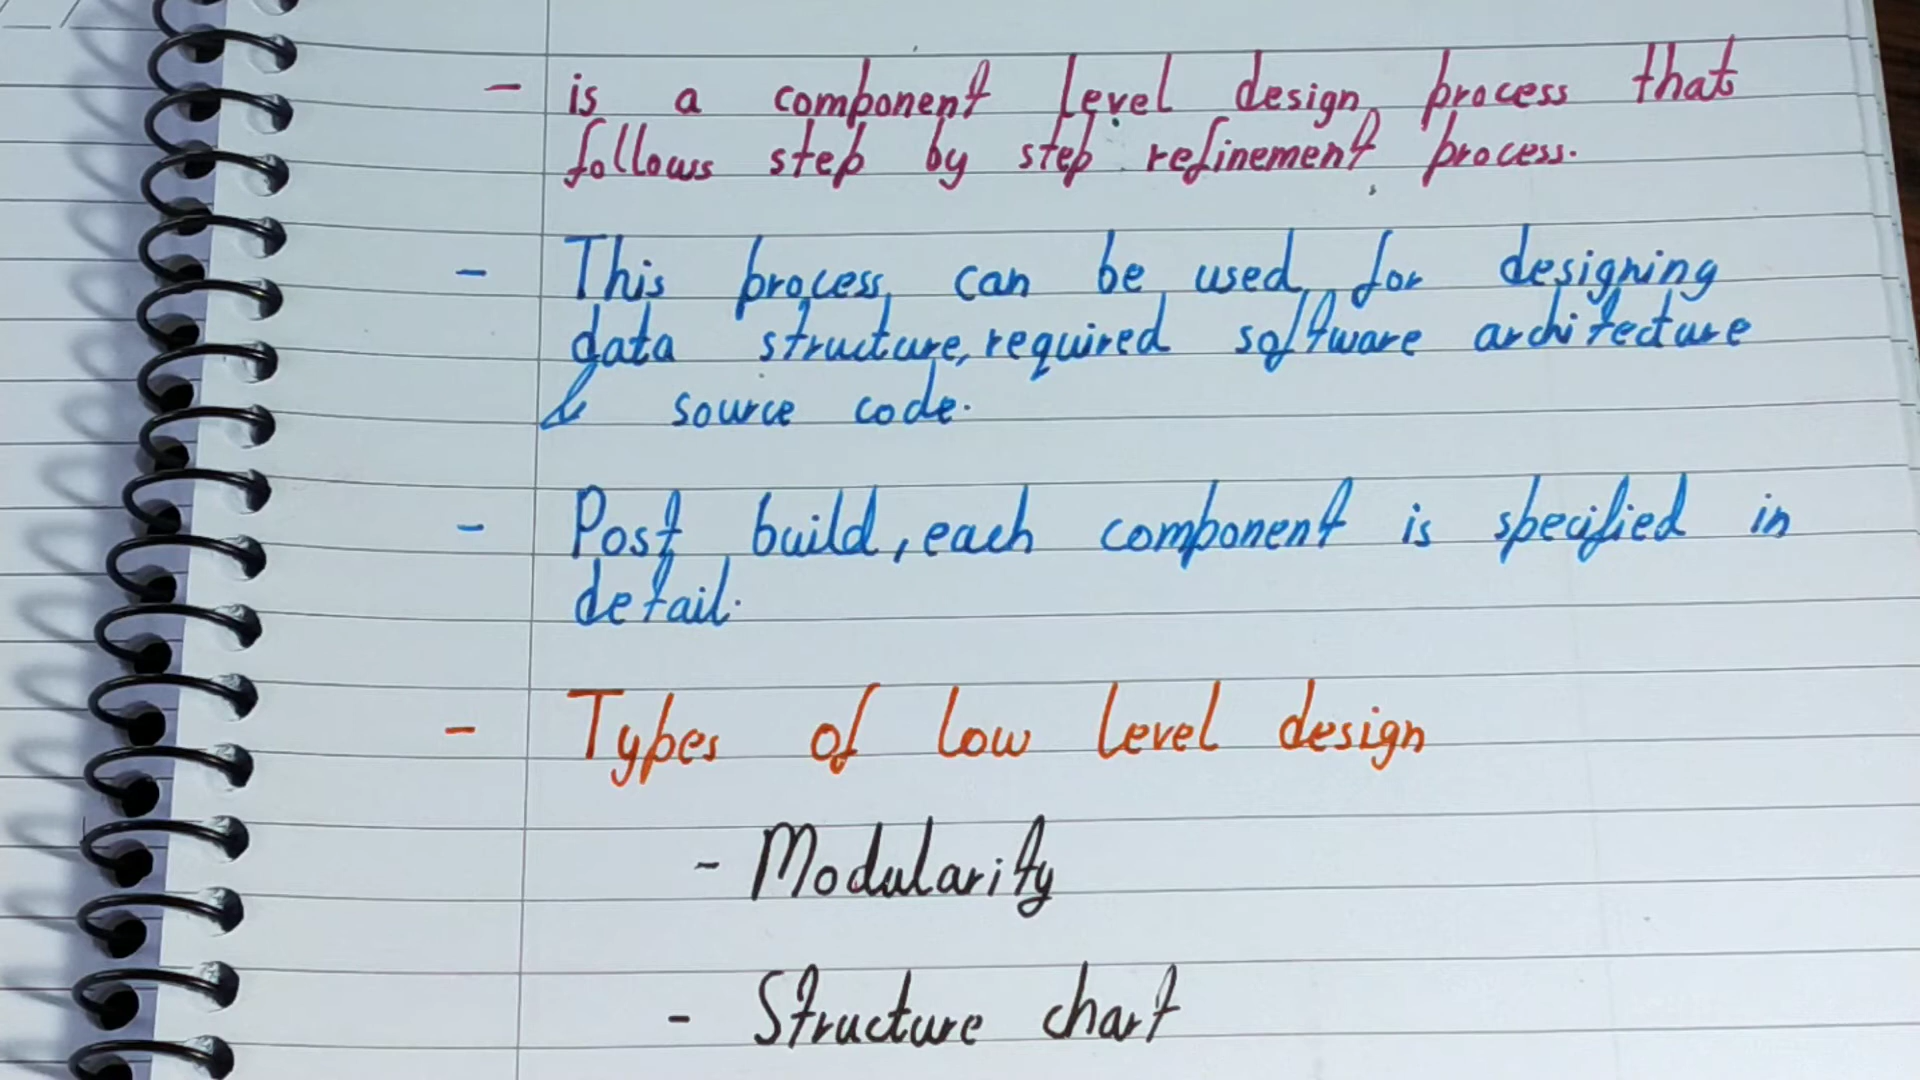 - is a component level design process that
follows step by step refinement process.
- This process can be used for designing
data structure, required software architecture
& source code.
- Post build, each component is specified in
detail.
- Types of low level design
- Modularity
- Structure chart